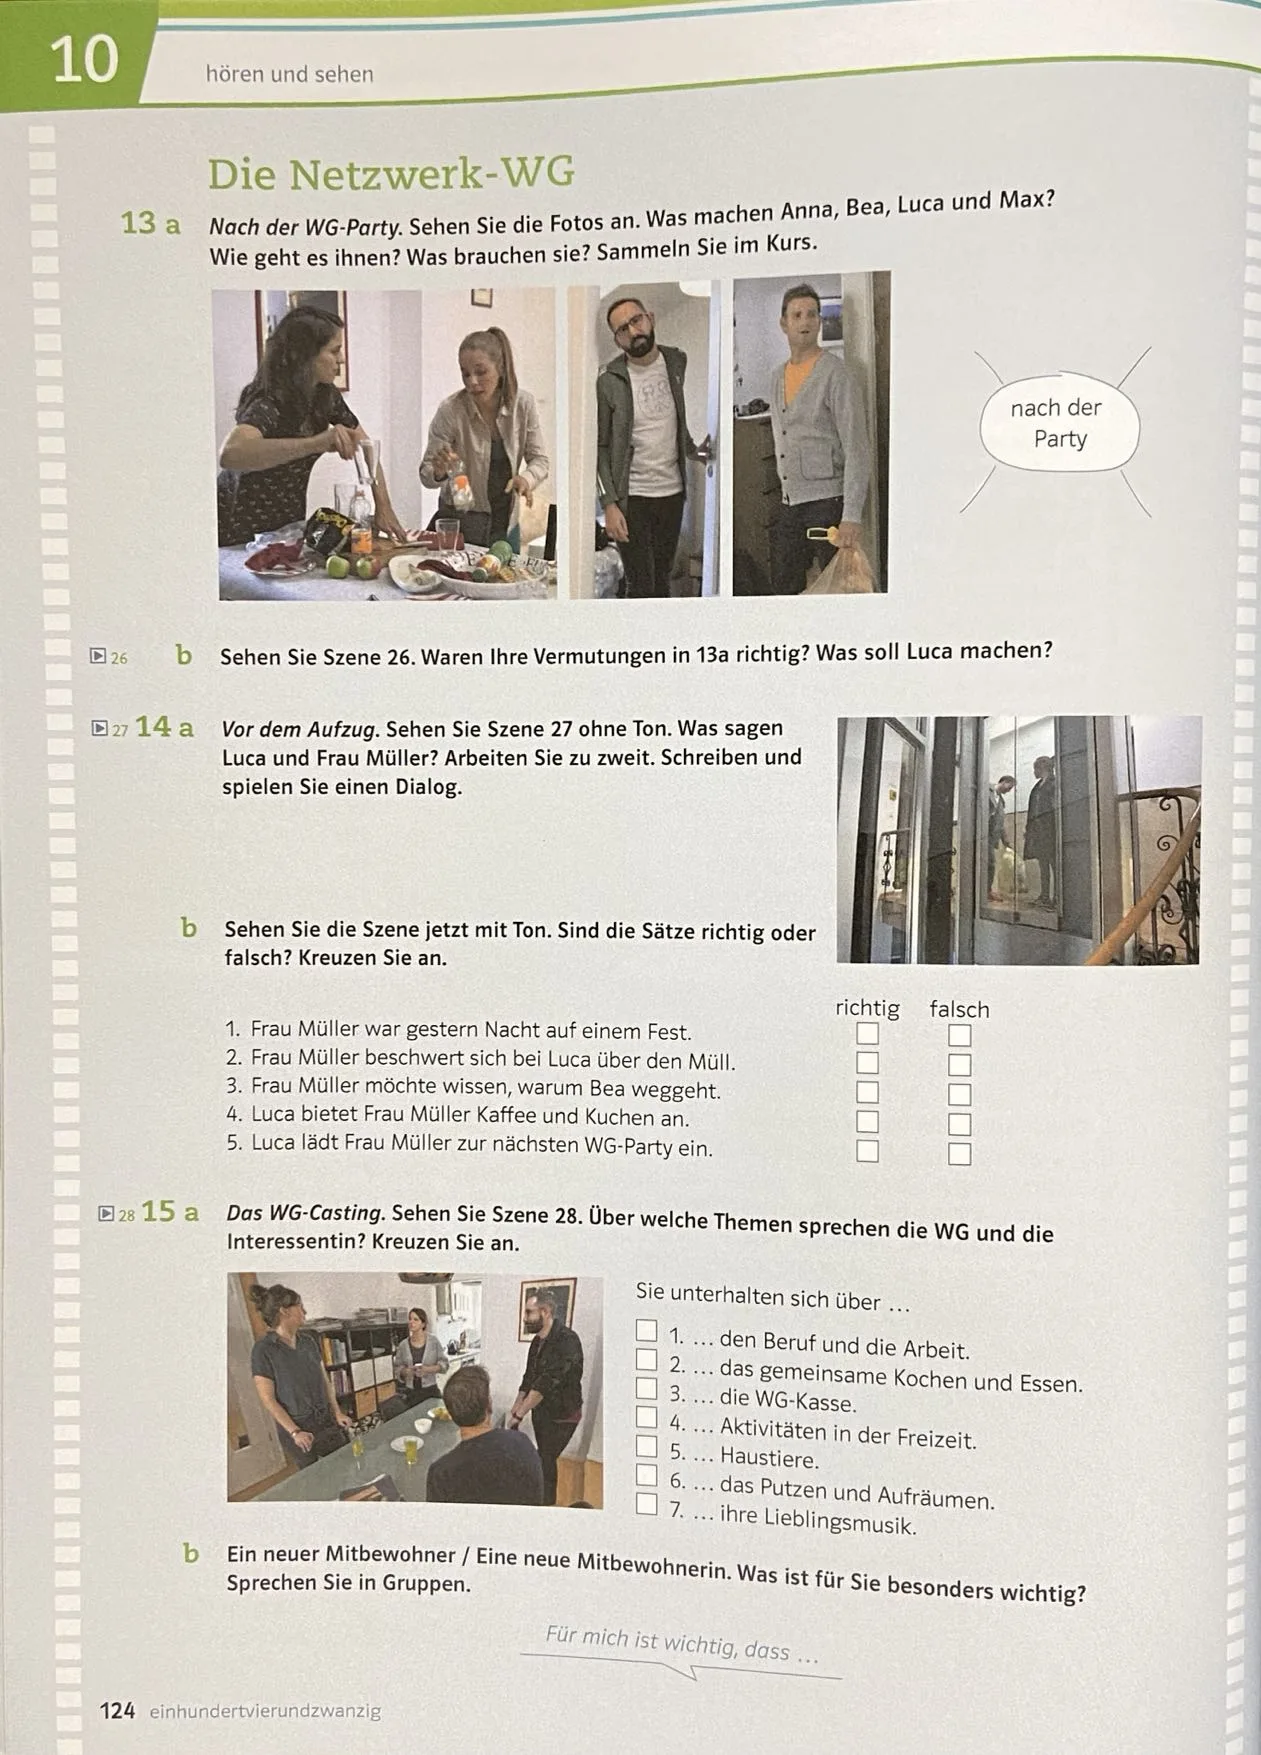 10
hören und sehen
Die Netzwerk-WG
13 a Nach der WG-Party. Sehen Sie die Fotos an. Was machen Anna, Bea, Luca und Max?
Wie geht es ihnen? Was brauchen sie? Sammeln Sie im Kurs.
nach der
Party
26 b Sehen Sie Szene 26. Waren Ihre Vermutungen in 13a richtig? Was soll Luca machen?
27 14 a Vor dem Aufzug. Sehen Sie Szene 27 ohne Ton. Was sagen
Luca und Frau Müller? Arbeiten Sie zu zweit. Schreiben und
spielen Sie einen Dialog.
b Sehen Sie die Szene jetzt mit Ton. Sind die Sätze richtig oder
falsch? Kreuzen Sie an.
richtig falsch
1. Frau Müller war gestern Nacht auf einem Fest.
2. Frau Müller beschwert sich bei Luca über den Müll.
3. Frau Müller möchte wissen, warum Bea weggeht.
4. Luca bietet Frau Müller Kaffee und Kuchen an.
5. Luca lädt Frau Müller zur nächsten WG-Party ein.
28 15 a Das WG-Casting. Sehen Sie Szene 28. Über welche Themen sprechen die WG und die
Interessentin? Kreuzen Sie an.
Sie unterhalten sich über ...
1. ... den Beruf und die Arbeit.
2. ... das gemeinsame Kochen und Essen.
3. ... die WG-Kasse.
4. ... Aktivitäten in der Freizeit.
5. ... Haustiere.
6. ... das Putzen und Aufräumen.
7. ... ihre Lieblingsmusik.
b Ein neuer Mitbewohner / Eine neue Mitbewohnerin. Was ist für Sie besonders wichtig?
Sprechen Sie in Gruppen.
Für mich ist wichtig, dass ...
124 einhundertvierundzwanzig